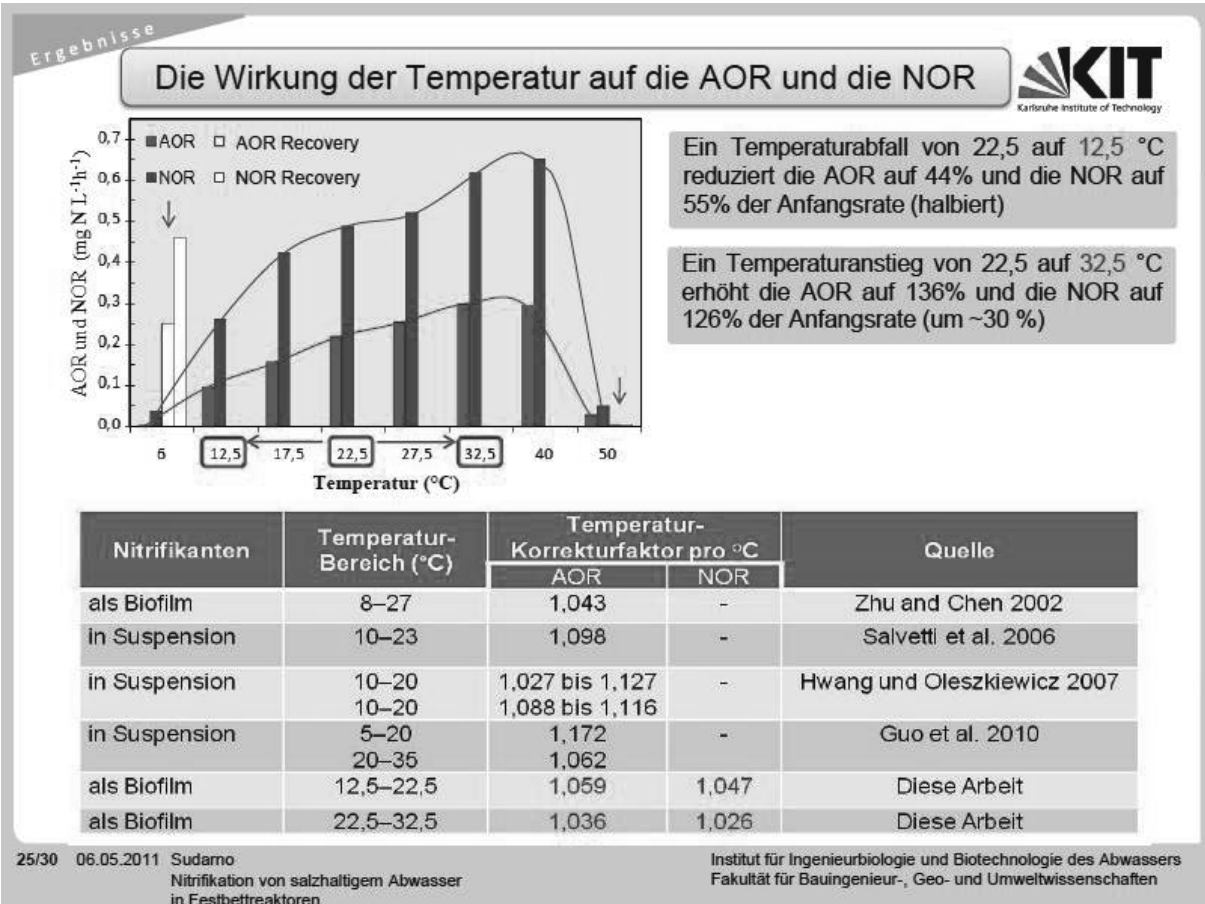 Ergebnisse
Die Wirkung der Temperatur auf die AOR und die NOR
KIT
Karlsruhe Institute of Technology
AOR und NOR (mg N L-¹h-¹)
0,7
0,6
0,5
0,4
0,3
0,2
0,1
0,0
AOR AOR Recovery
NOR NOR Recovery
6 12,5 17,5 22,5 27,5 32,5 40 50
Temperatur (°C)
Ein Temperaturabfall von 22,5 auf 12,5 °C
reduziert die AOR auf 44% und die NOR auf
55% der Anfangsrate (halbiert)
Ein Temperaturanstieg von 22,5 auf 32,5 °C
erhöht die AOR auf 136% und die NOR auf
126% der Anfangsrate (um ~30 %)
Nitrifikanten Temperatur-Bereich (°C) Temperatur-Korrekturfaktor pro °C Quelle
AOR NOR
als Biofilm 8–27 1,043 - Zhu and Chen 2002
in Suspension 10–23 1,098 - Salvetti et al. 2006
in Suspension 10–20 1,027 bis 1,127 - Hwang und Oleszkiewicz 2007
10–20 1,088 bis 1,116
in Suspension 5–20 1,172 - Guo et al. 2010
20–35 1,062
als Biofilm 12,5–22,5 1,059 1,047 Diese Arbeit
als Biofilm 22,5–32,5 1,036 1,026 Diese Arbeit
25/30 06.05.2011 Sudarno
Nitrifikation von salzhaltigem Abwasser
in Festbettreaktoren
Institut für Ingenieurbiologie und Biotechnologie des Abwassers
Fakultät für Bauingenieur-, Geo- und Umweltwissenschaften